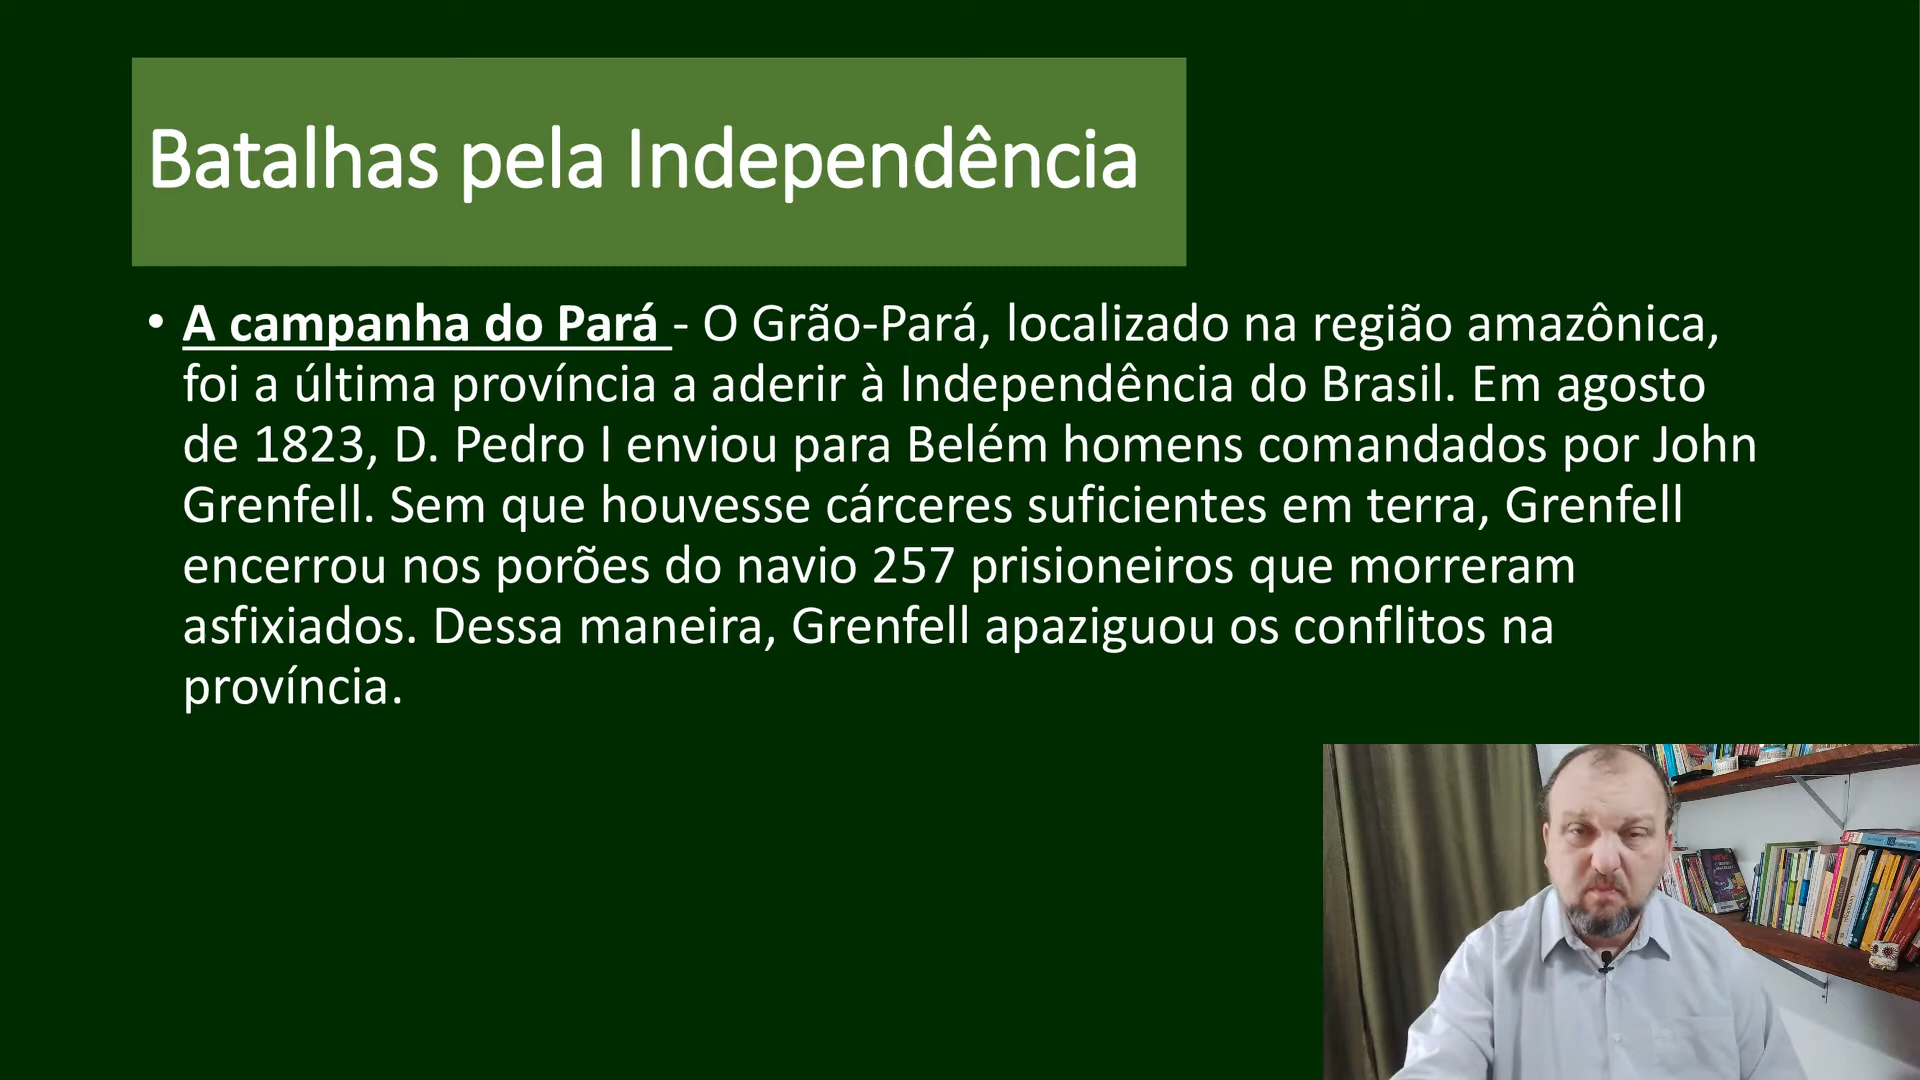 Batalhas pela Independência
• A campanha do Pará - O Grão-Pará, localizado na região amazônica,
foi a última província a aderir à Independência do Brasil. Em agosto
de 1823, D. Pedro I enviou para Belém homens comandados por John
Grenfell. Sem que houvesse cárceres suficientes em terra, Grenfell
encerrou nos porões do navio 257 prisioneiros que morreram
asfixiados. Dessa maneira, Grenfell apaziguou os conflitos na
província.